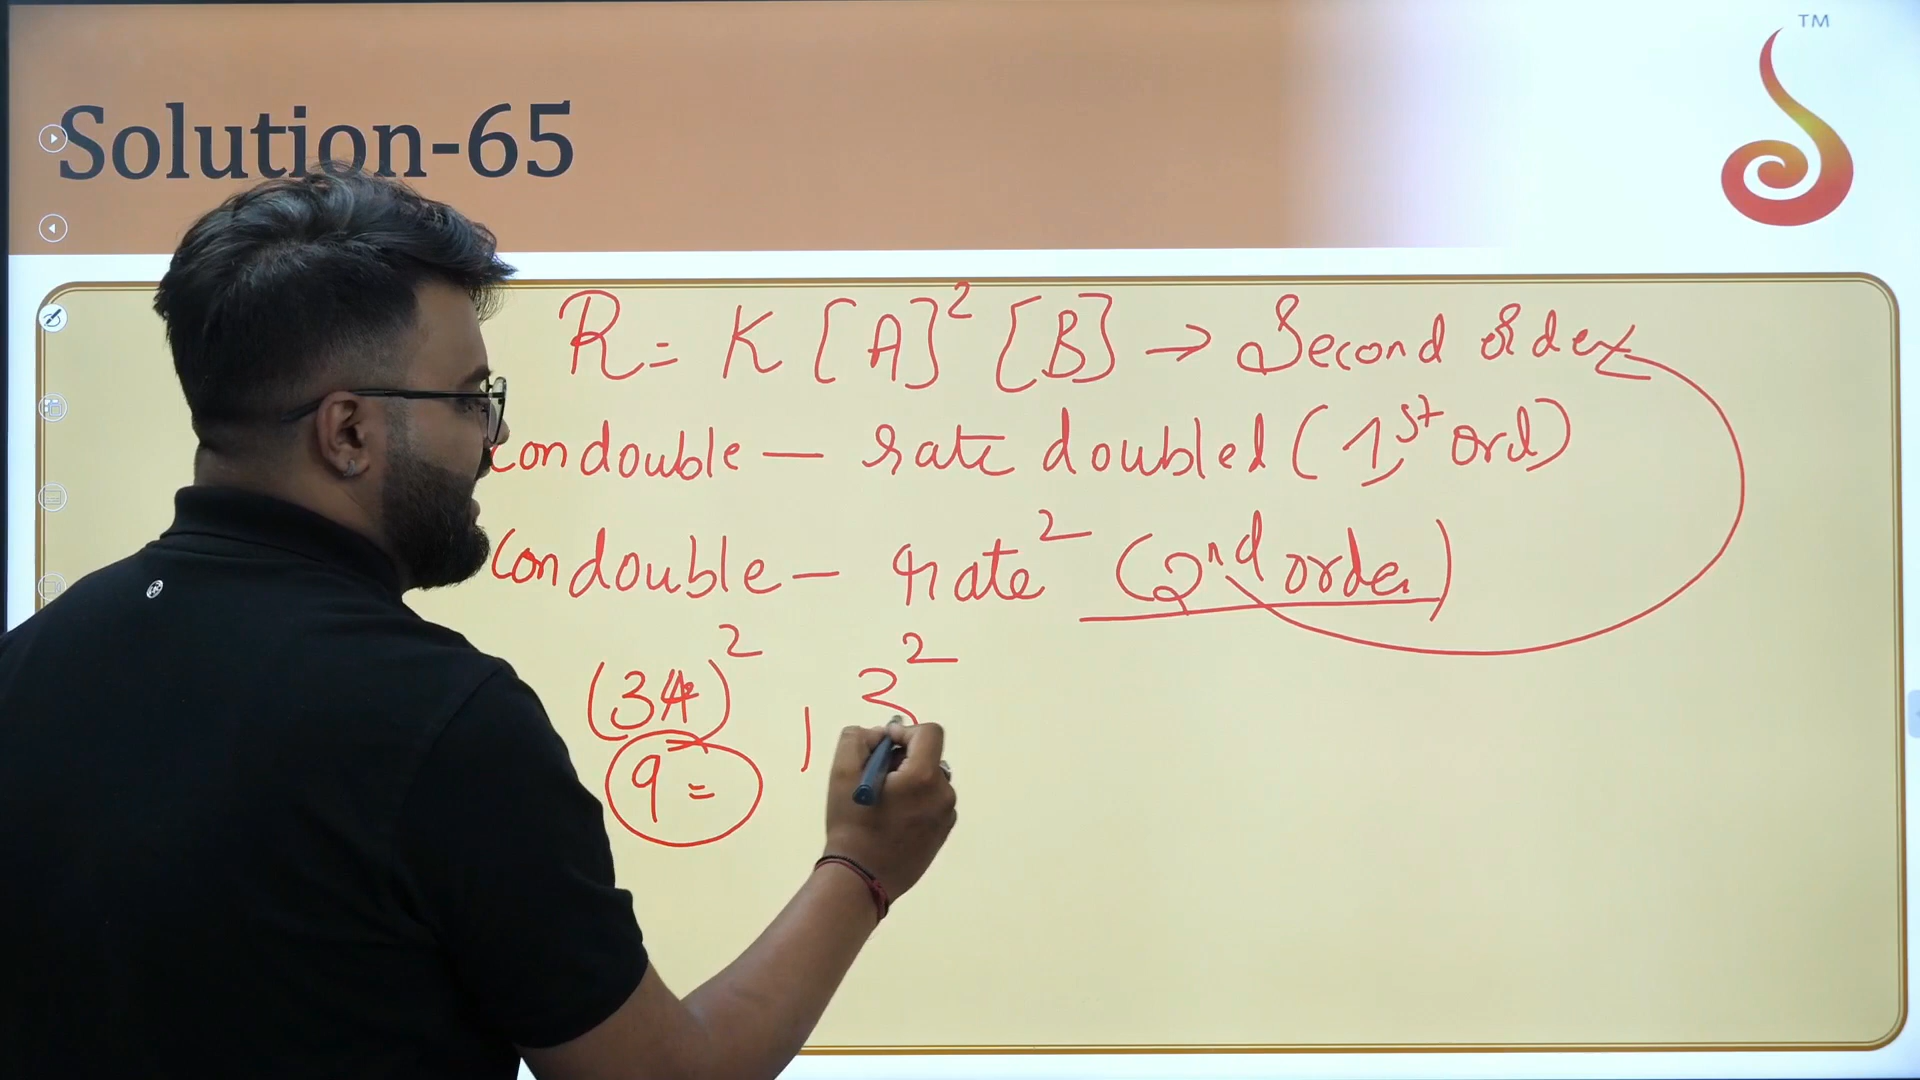 TM
Solution-65
R = K [A]² [B] → Second Order
con double — rate doubled (1st ord)
Con double — rate² (2nd order)
(3A)² 3²
9 =